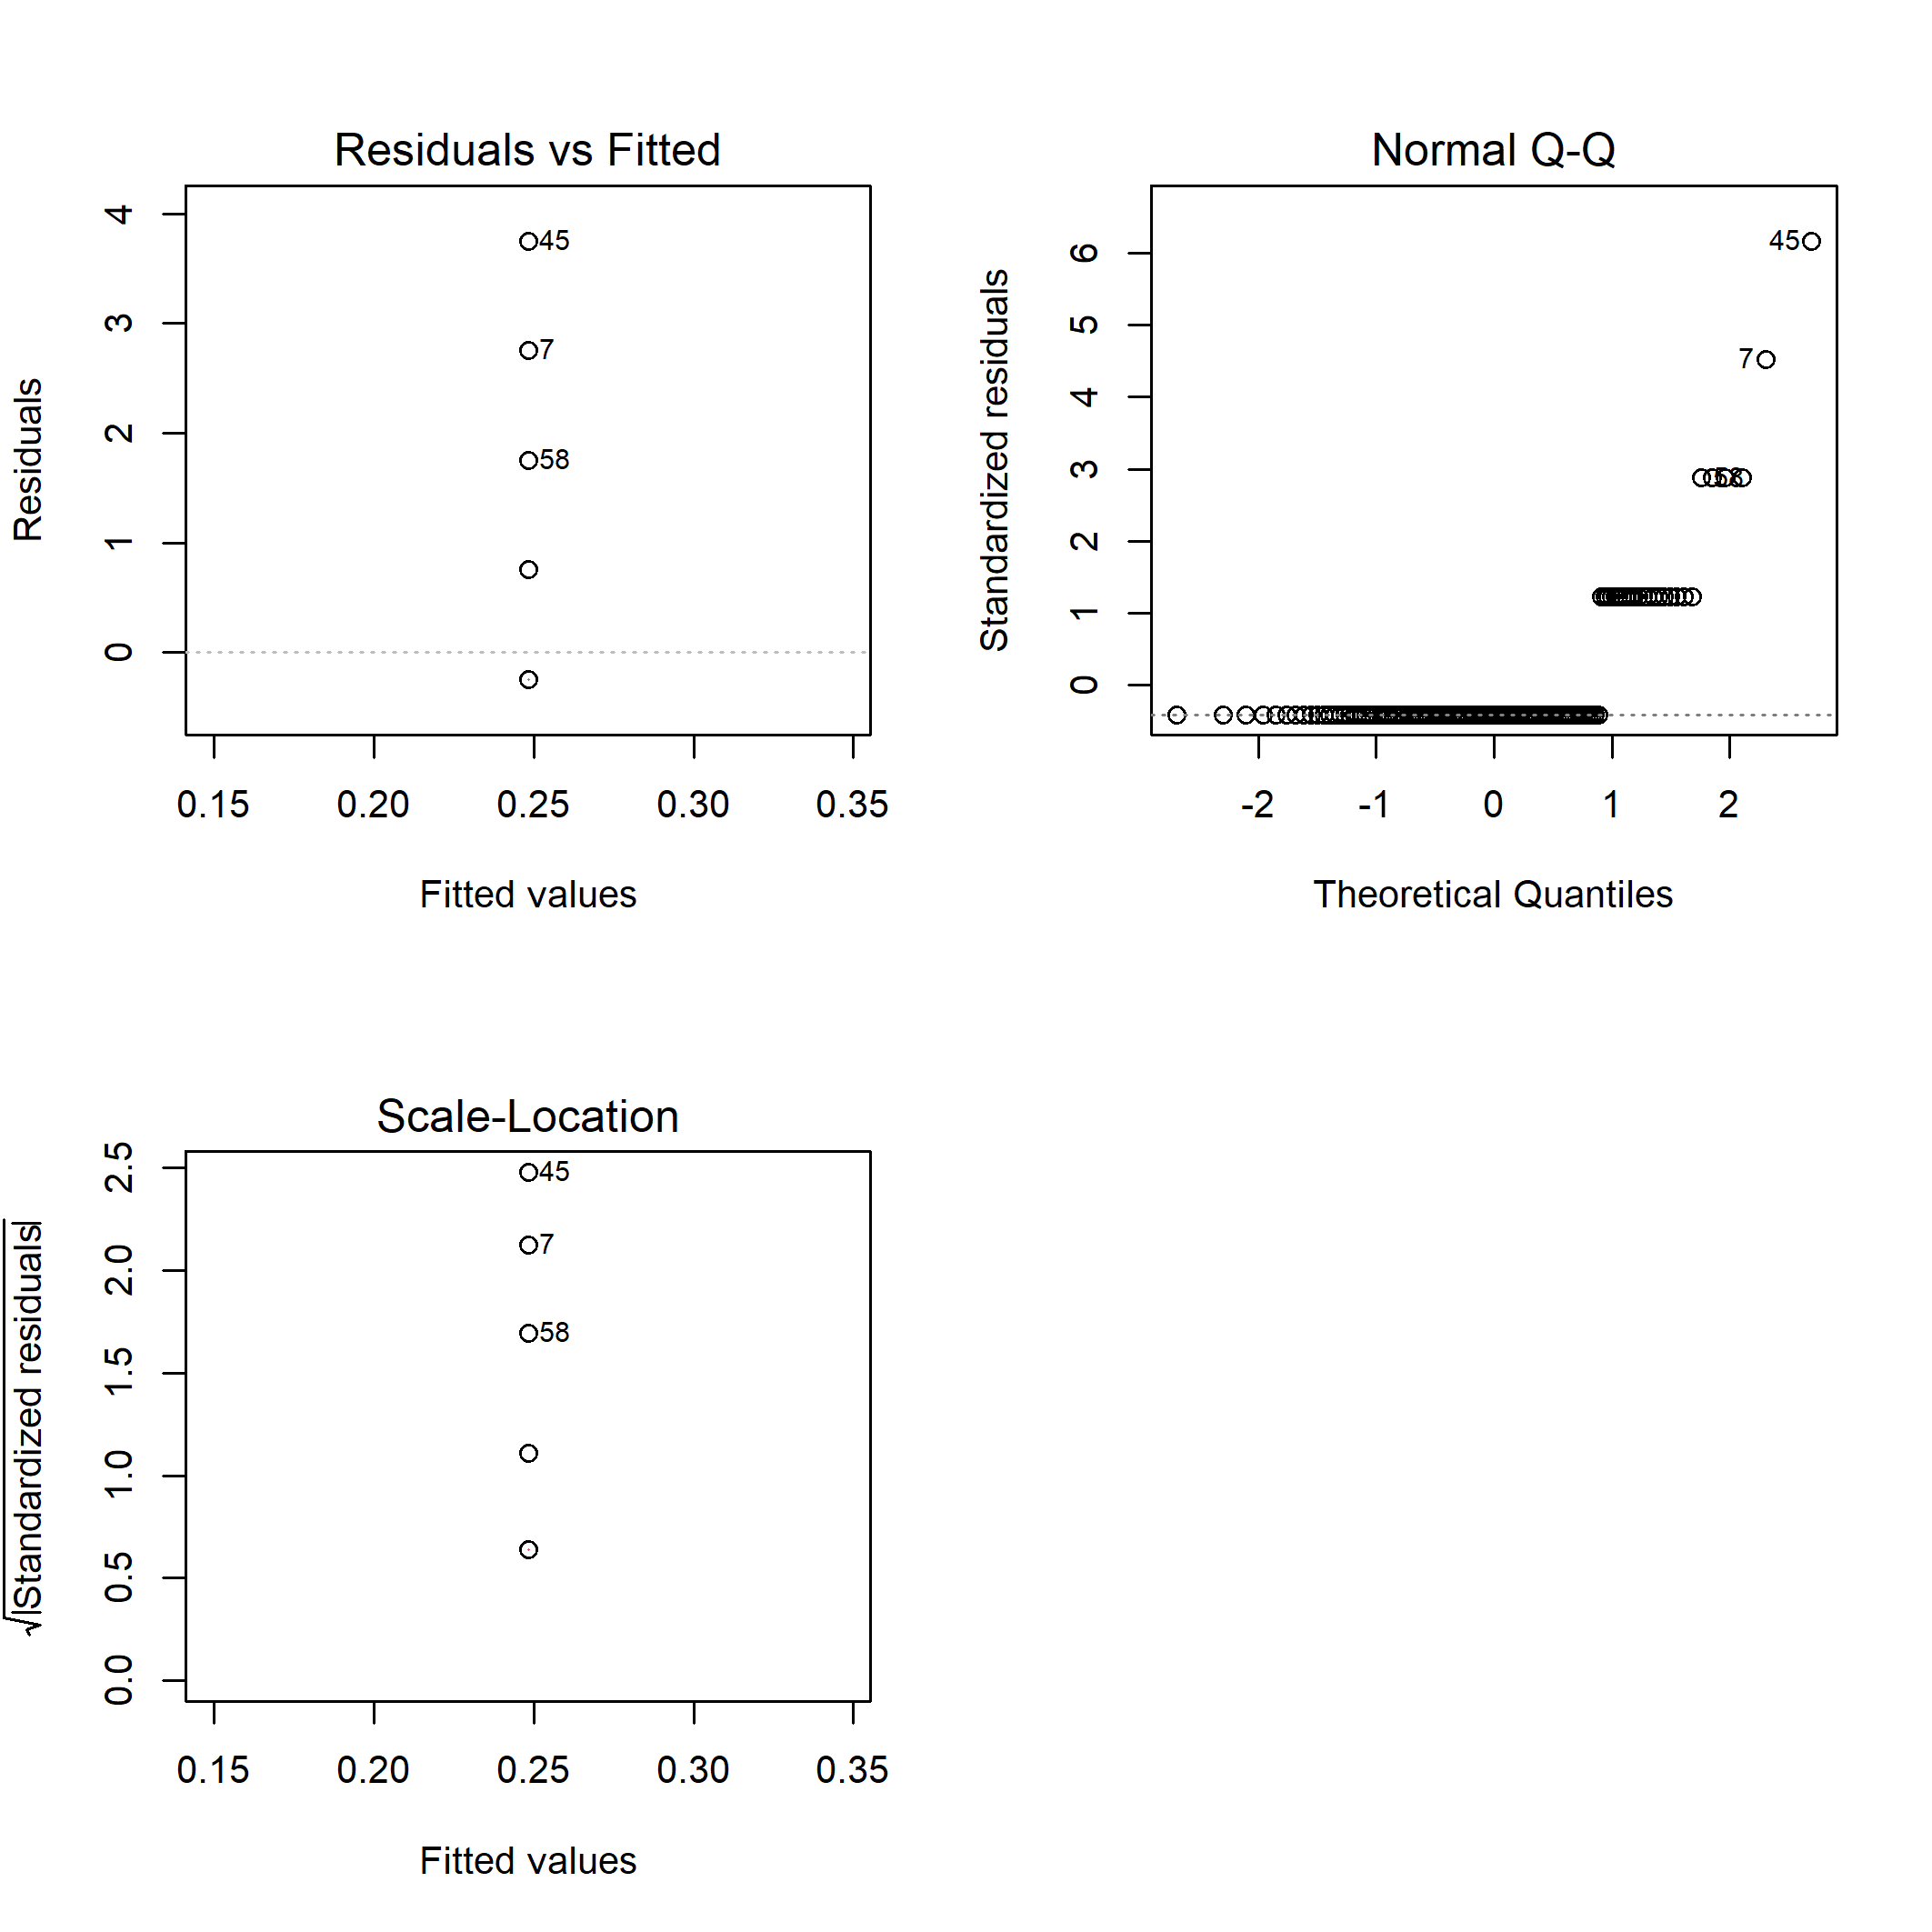 Residuals vs Fitted
Residuals
4
3
2
1
0
45
7
58
0.15 0.20 0.25 0.30 0.35
Fitted values
Normal Q-Q
Standardized residuals
6
5
4
3
2
1
0
45
7
58
-2 -1 0 1 2
Theoretical Quantiles
Scale-Location
√|Standardized residuals|
2.5
2.0
1.5
1.0
0.5
0.0
45
7
58
0.15 0.20 0.25 0.30 0.35
Fitted values